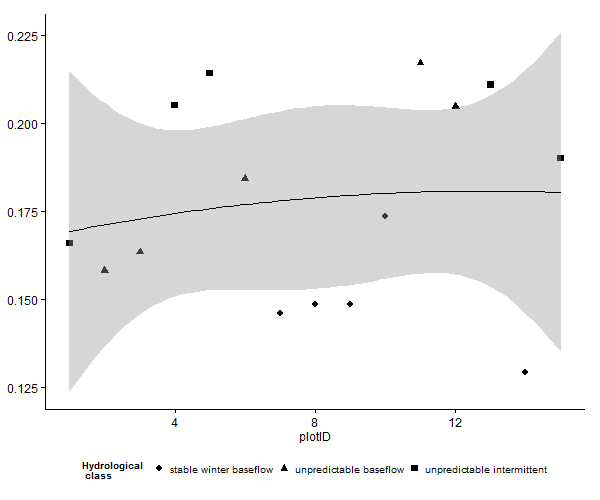 0.225
0.200
0.175
0.150
0.125
4 8 12
plotID
Hydrological class stable winter baseflow unpredictable baseflow unpredictable intermittent